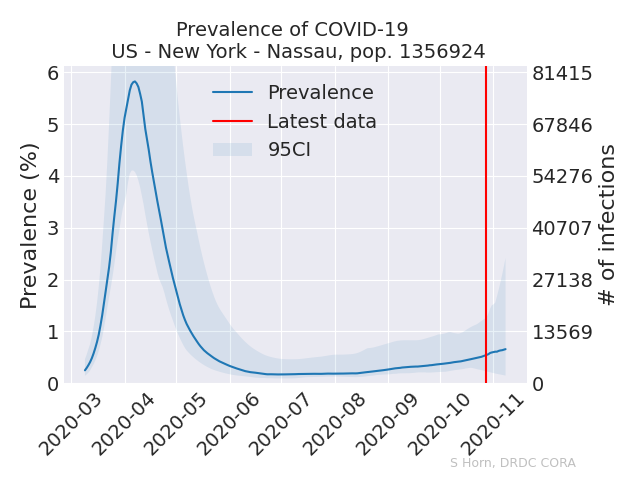 Prevalence of COVID-19
US - New York - Nassau, pop. 1356924
Prevalence
Latest data
95CI
Prevalence (%)
6
5
4
3
2
1
0
81415
67846
54276
40707
27138
13569
0
# of infections
2020-03
2020-04
2020-05
2020-06
2020-07
2020-08
2020-09
2020-10
2020-11
S Horn, DRDC CORA